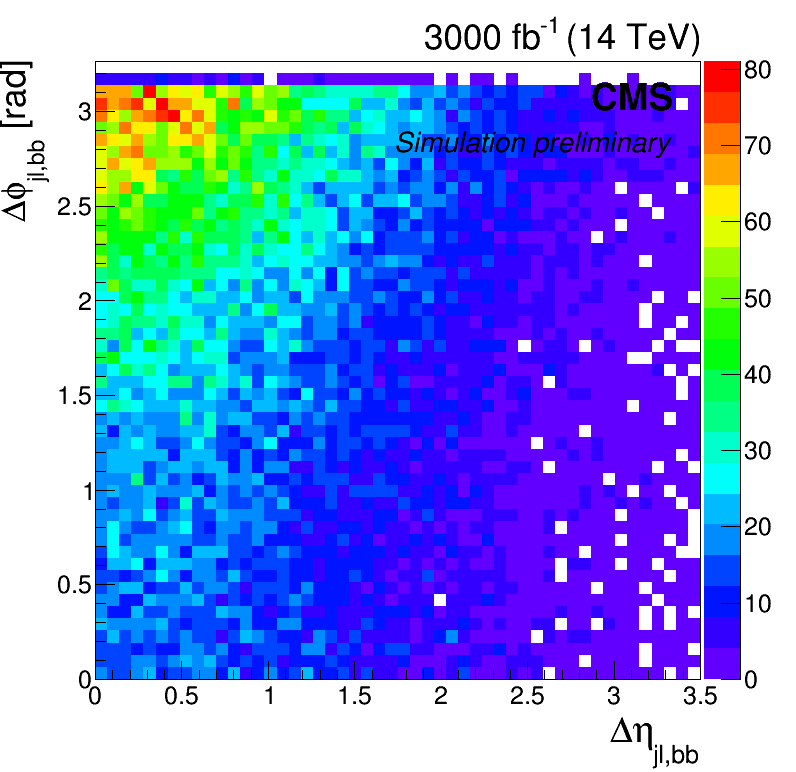 3000 fb-1 (14 TeV)
CMS
Simulation preliminary
Δϕjl,bb [rad]
3
2.5
2
1.5
1
0.5
0
0 0.5 1 1.5 2 2.5 3 3.5
Δηjl,bb
80
70
60
50
40
30
20
10
0